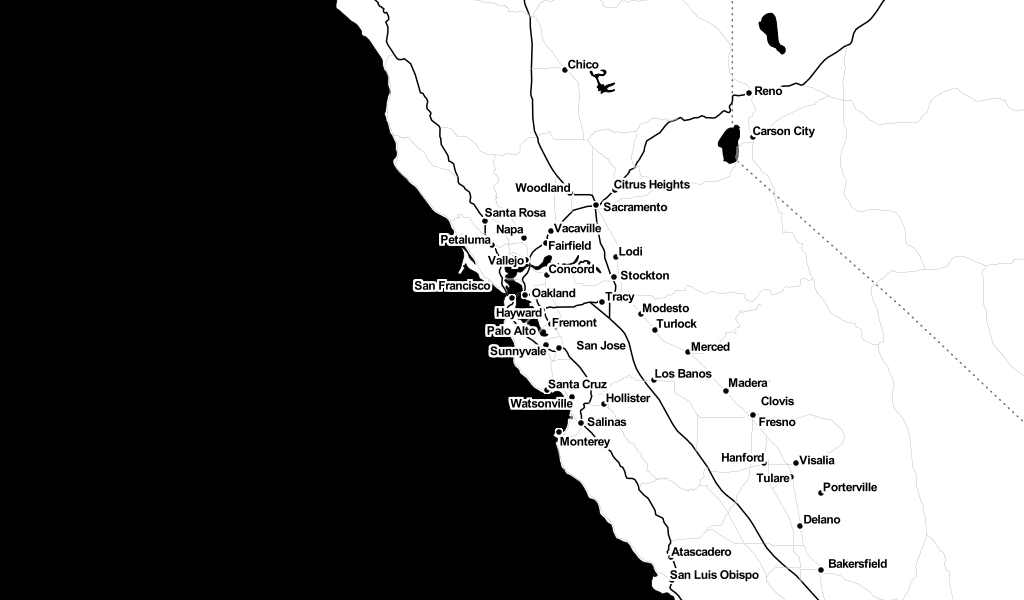 Chico
Reno
Carson City
Woodland
Citrus Heights
Sacramento
Santa Rosa
Napa
Vacaville
Petaluma
Fairfield
Lodi
Vallejo
Concord
Stockton
San Francisco
Oakland
Tracy
Hayward
Modesto
Palo Alto
Fremont
Turlock
Sunnyvale
San Jose
Merced
Los Banos
Santa Cruz
Madera
Watsonville
Hollister
Clovis
Salinas
Fresno
Monterey
Hanford
Visalia
Tulare
Porterville
Delano
Atascadero
Bakersfield
San Luis Obispo